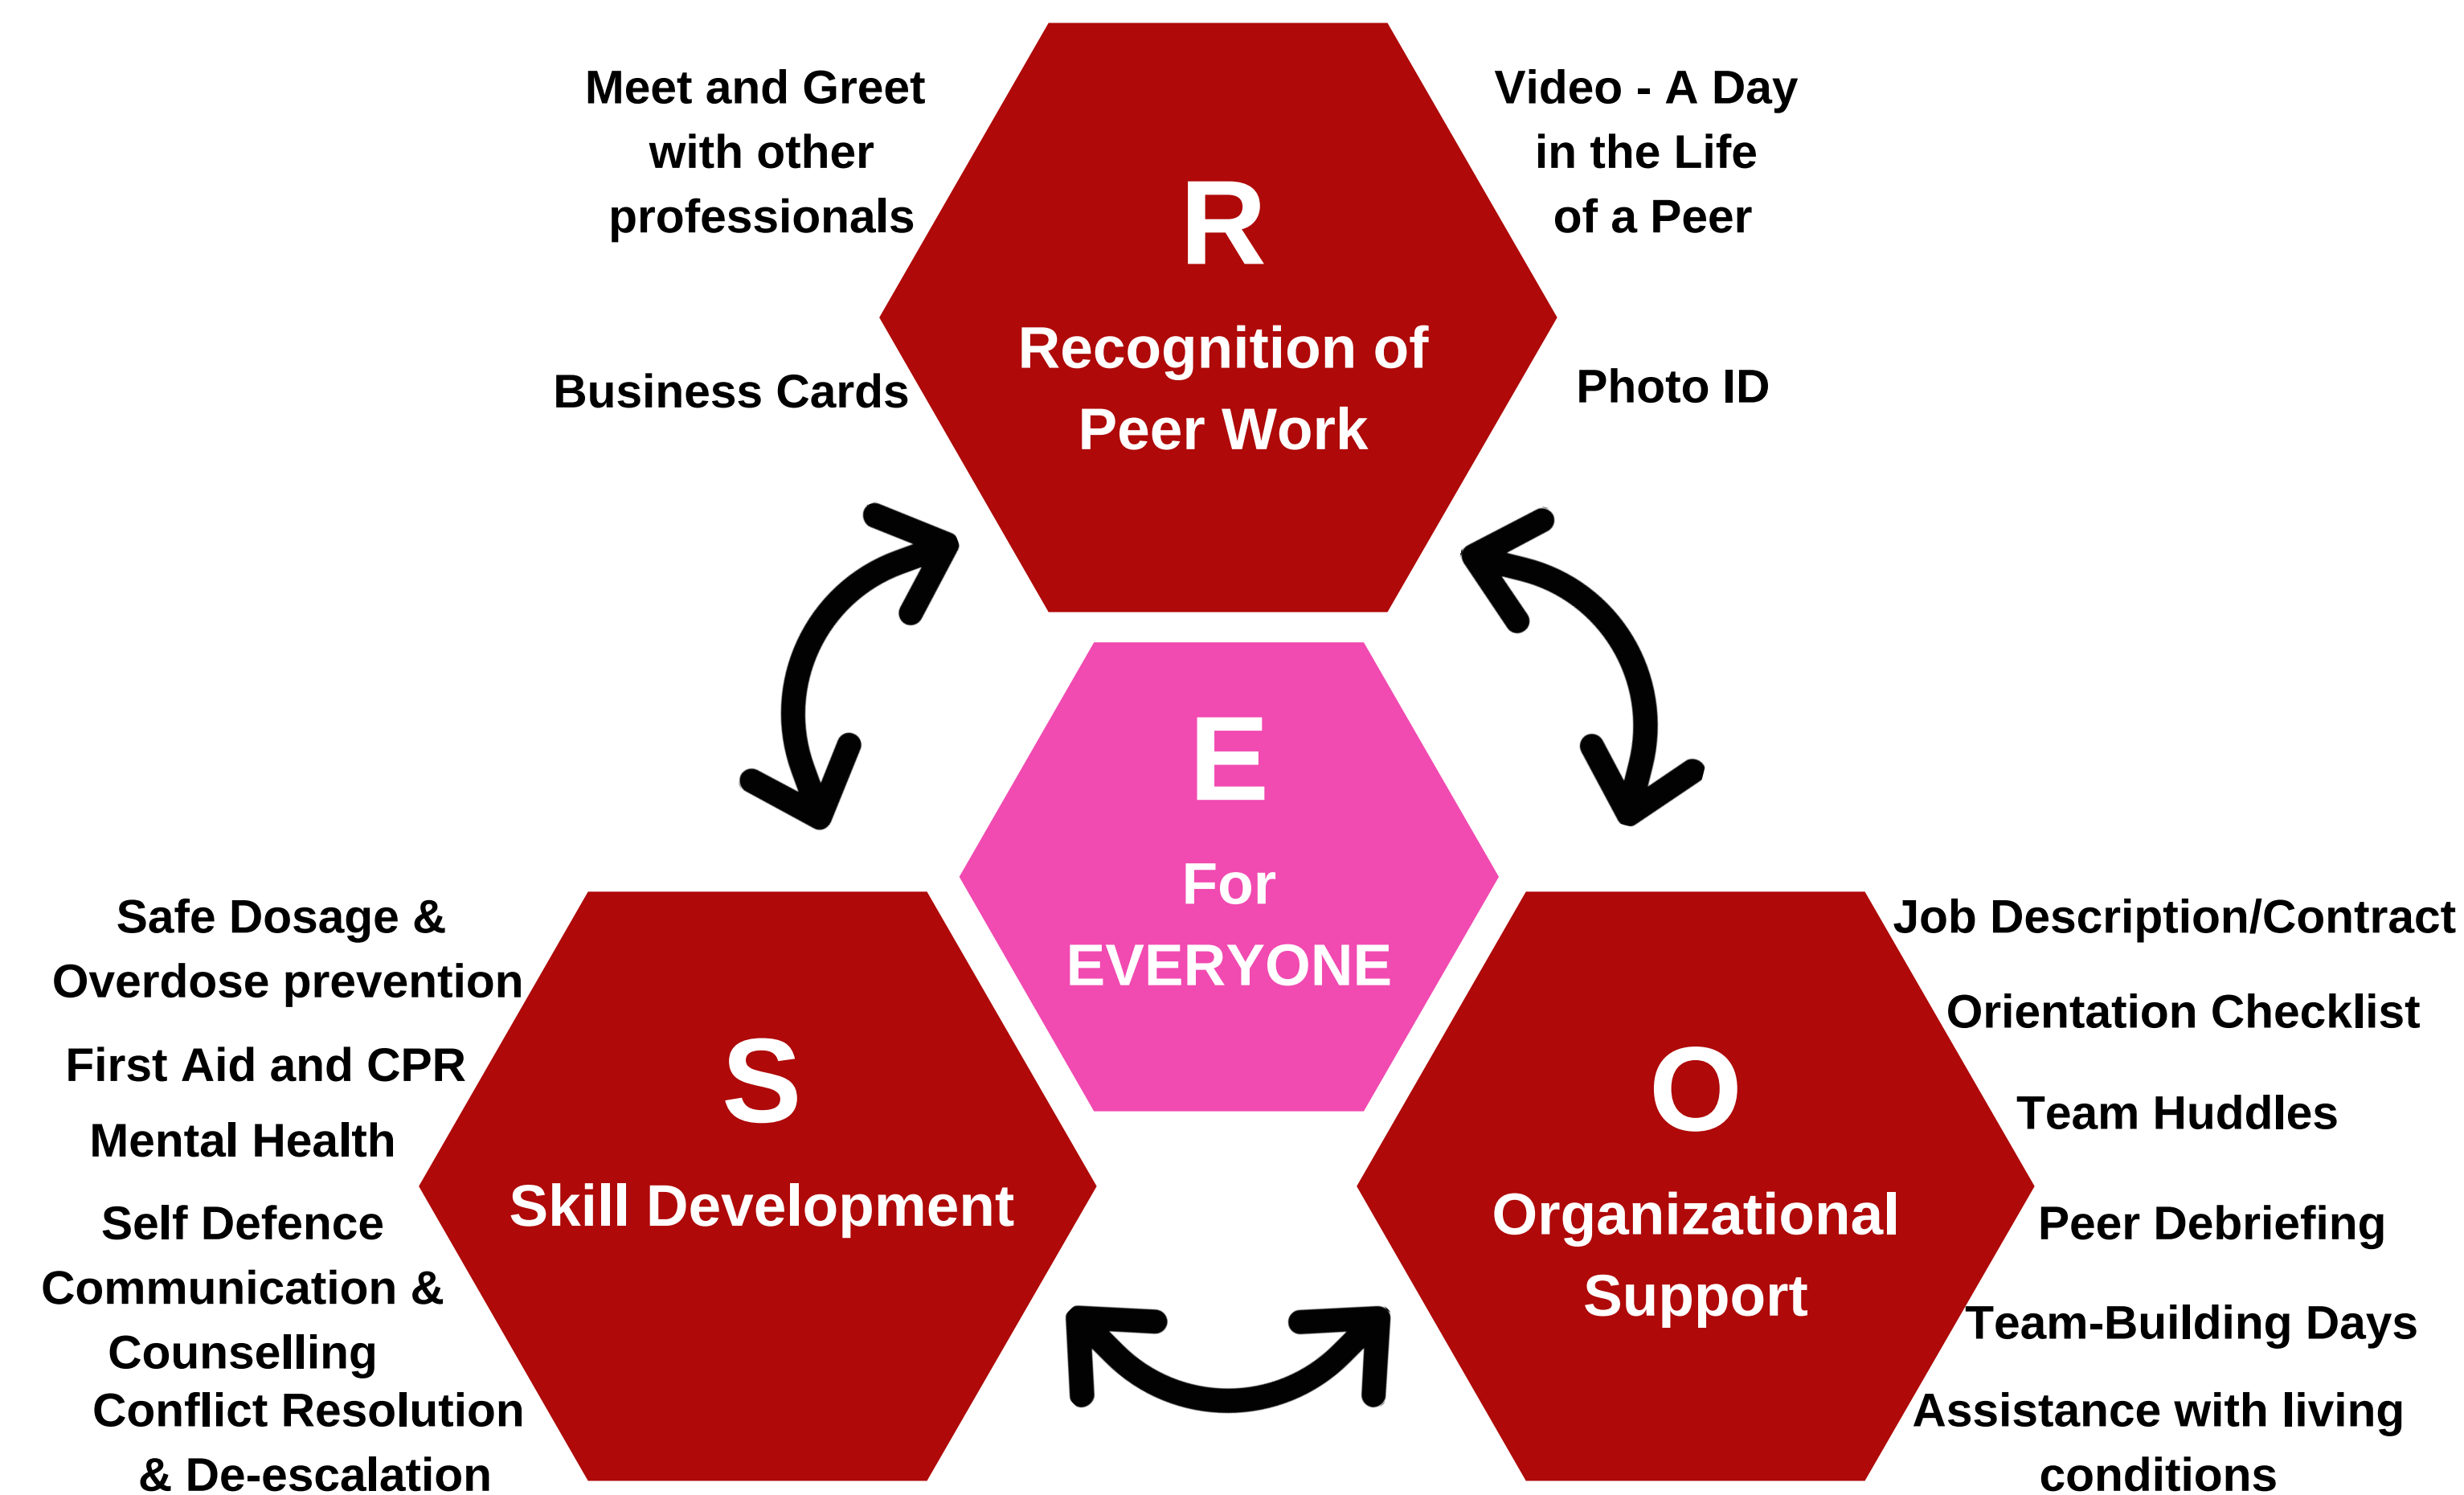 Meet and Greet
with other
professionals
Business Cards
R
Recognition of
Peer Work
Video - A Day
in the Life
of a Peer
Photo ID
E
For
EVERYONE
Safe Dosage &
Overdose prevention
First Aid and CPR
Mental Health
Self Defence
Communication &
Counselling
Conflict Resolution
& De-escalation
S
Skill Development
O
Organizational
Support
Job Description/Contract
Orientation Checklist
Team Huddles
Peer Debriefing
Team-Building Days
Assistance with living
conditions